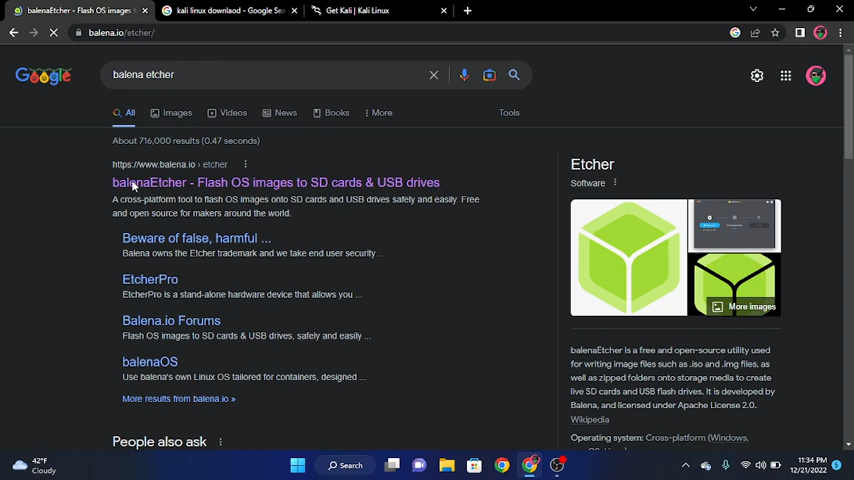 balenaEtcher - Flash OS images to
kali linux downlaod - Google Sea
Get Kali | Kali Linux
balena.io/etcher/
Google
balena etcher
All
Images
Videos
News
Books
More
Tools
About 716,000 results (0.47 seconds)
https://www.balena.io › etcher
balenaEtcher - Flash OS images to SD cards & USB drives
A cross-platform tool to flash OS images onto SD cards and USB drives safely and easily. Free
and open source for makers around the world.
Beware of false, harmful ...
Balena owns the Etcher trademark and we take end user security ...
EtcherPro
EtcherPro is a stand-alone hardware device that allows you ...
Balena.io Forums
Flash OS images to SD cards & USB drives, safely and easily ...
balenaOS
Use balena's own Linux OS tailored for containers, designed ...
More results from balena.io »
People also ask
Etcher
Software
More images
balenaEtcher is a free and open-source utility used
for writing image files such as .iso and .img files, as
well as zipped folders onto storage media to create
live SD cards and USB flash drives. It is developed by
Balena, and licensed under Apache License 2.0.
Wikipedia
Operating system: Cross-platform (Windows,
42°F
Cloudy
Search
11:34 PM
12/21/2022
5